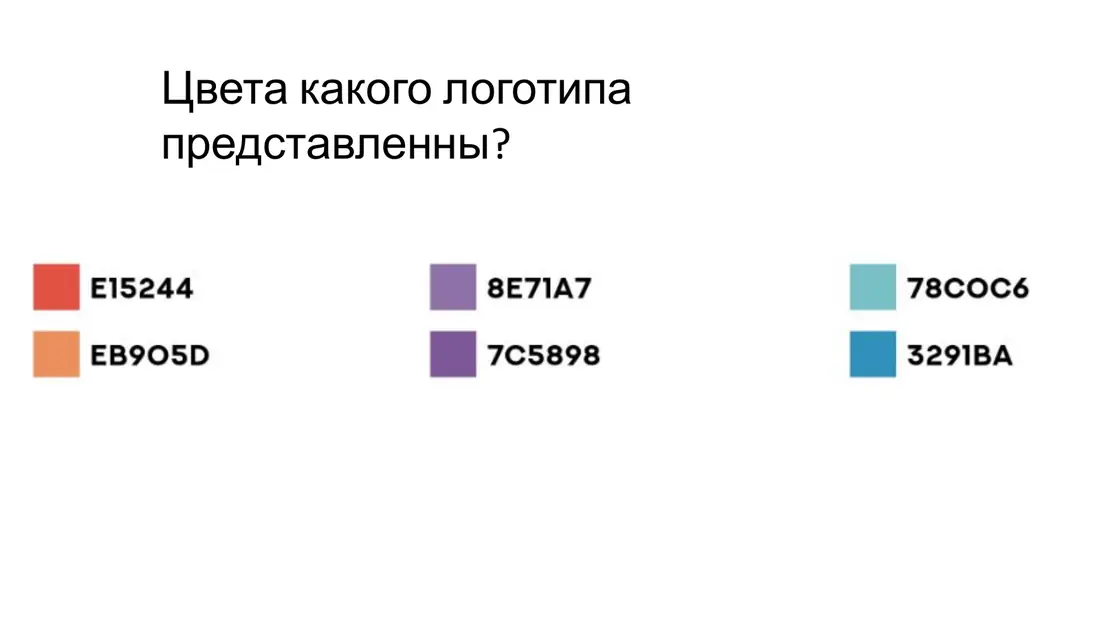 Цвета какого логотипа
представленны?
E15244
8E71A7
78C0C6
EB905D
7C5898
3291BA